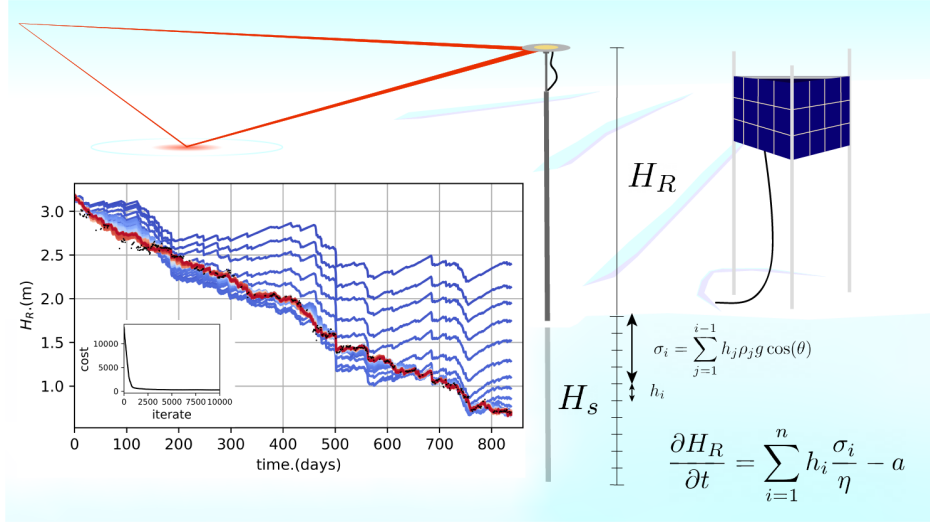 H_R
3.0
2.5
2.0
1.5
1.0
H_R,(m)
0 100 200 300 400 500 600 700 800
time.(days)
10000
5000
0
cost
0 2500 5000 7500 10000
iterate
σ_i = ∑_{j=1}^{i-1} h_j ρ_j g cos(θ)
h_i
H_s
∂H_R/∂t = ∑_{i=1}^{n} h_i σ_i/η − a